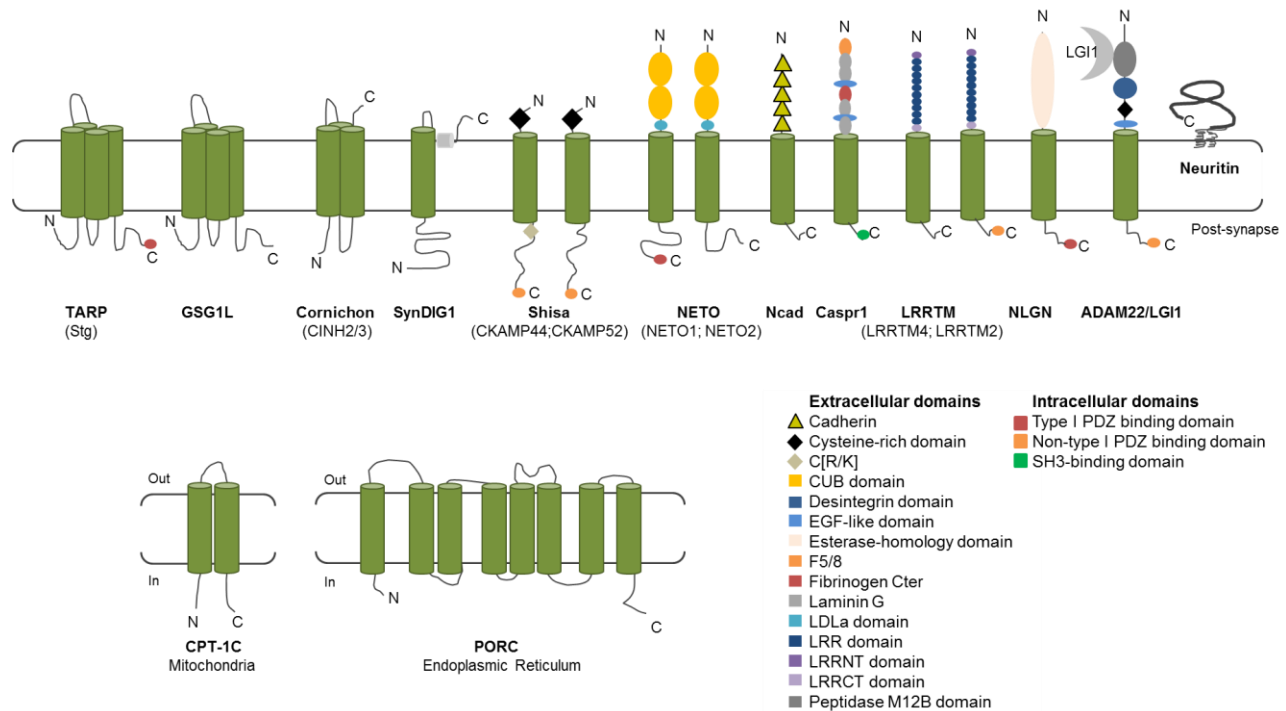 N N N N N N N N
LGI1
C C N N
C
Neuritin
N N
C C N N C C
C C C C C C C
Post-synapse
C C
TARP GSG1L Cornichon SynDIG1 Shisa NETO Ncad Caspr1 LRRTM NLGN ADAM22/LGI1
(Stg) (CINH2/3) (CKAMP44;CKAMP52) (NETO1; NETO2) (LRRTM4; LRRTM2)
Extracellular domains
Cadherin
Cysteine-rich domain
C[R/K]
CUB domain
Desintegrin domain
EGF-like domain
Esterase-homology domain
F5/8
Fibrinogen Cter
Laminin G
LDLa domain
LRR domain
LRRNT domain
LRRCT domain
Peptidase M12B domain
Intracellular domains
Type I PDZ binding domain
Non-type I PDZ binding domain
SH3-binding domain
Out
In
N C
CPT-1C
Mitochondria
Out
In
N
C
PORC
Endoplasmic Reticulum